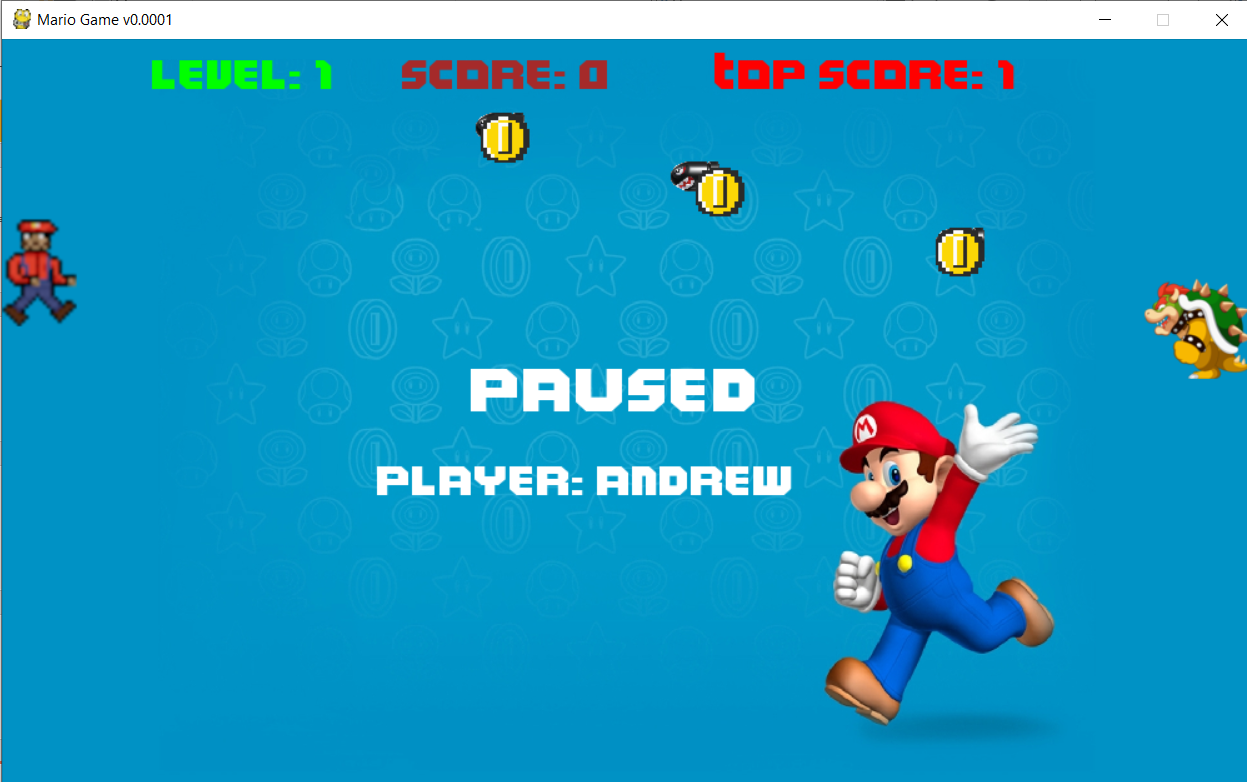 Mario Game v0.0001
LEVEL: 1 SCORE: 0 TOP SCORE: 1
PAUSED
PLAYER: ANDREW
M